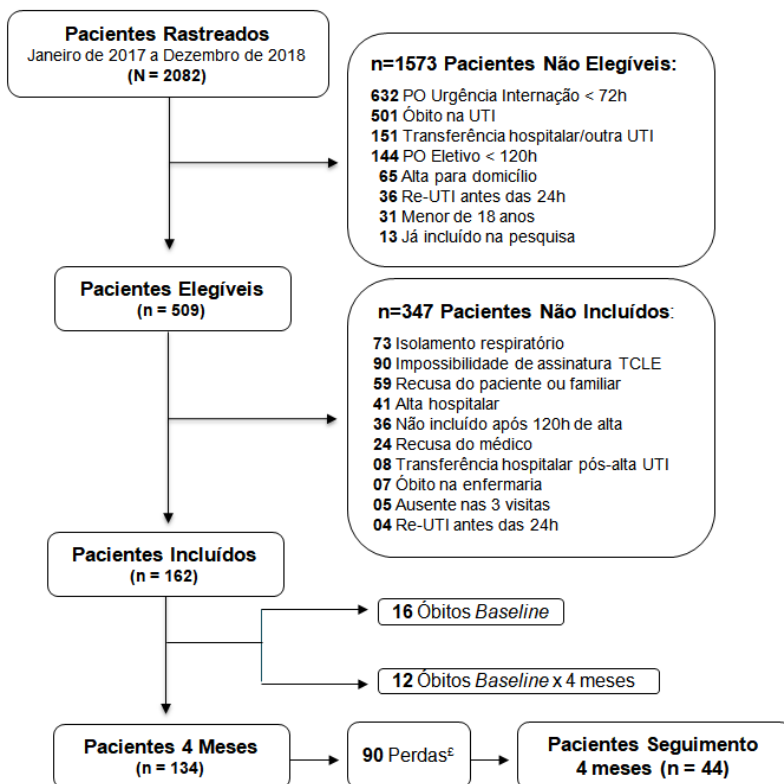 Pacientes Rastreados
Janeiro de 2017 a Dezembro de 2018
(N = 2082)
n=1573 Pacientes Não Elegíveis:
632 PO Urgência Internação < 72h
501 Óbito na UTI
151 Transferência hospitalar/outra UTI
144 PO Eletivo < 120h
65 Alta para domicílio
36 Re-UTI antes das 24h
31 Menor de 18 anos
13 Já incluído na pesquisa
Pacientes Elegíveis
(n = 509)
n=347 Pacientes Não Incluídos:
73 Isolamento respiratório
90 Impossibilidade de assinatura TCLE
59 Recusa do paciente ou familiar
41 Alta hospitalar
36 Não incluído após 120h de alta
24 Recusa do médico
08 Transferência hospitalar pós-alta UTI
07 Óbito na enfermaria
05 Ausente nas 3 visitas
04 Re-UTI antes das 24h
Pacientes Incluídos
(n = 162)
16 Óbitos Baseline
12 Óbitos Baseline x 4 meses
Pacientes 4 Meses
(n = 134)
90 Perdas£
Pacientes Seguimento
4 meses (n = 44)